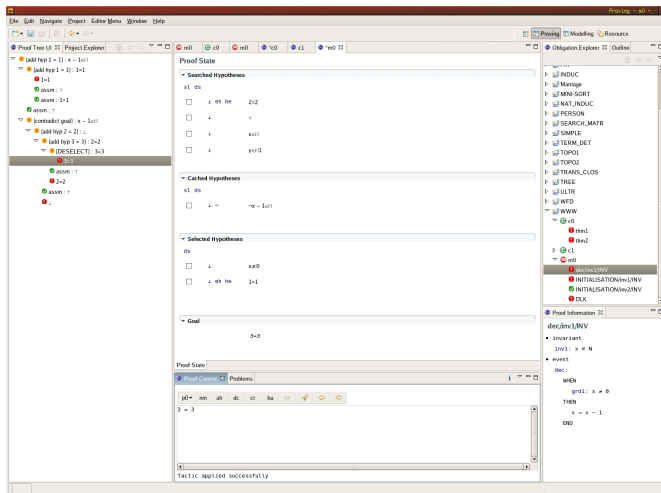 Proving - m0 -
File Edit Navigate Project Editor Menu Window Help
Proving Modelling Resource
Proof Tree UI Project Explorer
(add hyp 1 = 1) : x − 1∈ℕ
(add hyp 1 = 1) : 1=1
1=1
assm : ⊤
assm : 1=1
assm : ⊤
(contradict goal) : x − 1∈ℕ
(add hyp 2 = 2) : ⊥
(add hyp 3 = 3) : 2=2
[DESELECT] : 3=3
3=3
assm : ⊤
2=2
assm : ⊤
⊥
m0 c0 m0 *c0 c1 *m0
Proof State
Searched Hypotheses
sl ds
⊥ eh he 2=2
⊥ ⊤
⊥ x∈ℕ
⊥ y∈ℕ1
Cached Hypotheses
sl ds
⊥ ¬ ¬x − 1∈ℕ
Selected Hypotheses
ds
⊥ x≠0
⊥ eh he 1=1
Goal
3=3
Proof State
Proof Control Problems
p0 nm ah dc ct ba
3 = 3
Tactic applied successfully
Obligation Explorer Outline
INDUC
Marriage
MINI-SORT
NAT_INDUC
PERSON
SEARCH_MATR
SIMPLE
TERM_DET
TOPO1
TOPO2
TRANS_CLOS
TREE
ULTR
WFD
WWW
c0
thm1
thm2
c1
m0
dec/inv1/INV
INITIALISATION/inv1/INV
INITIALISATION/inv2/INV
DLK
Proof Information
dec/inv1/INV
• invariant
inv1: x ∈ ℕ
• event
dec:
WHEN
grd1: x ≠ 0
THEN
x = x − 1
END